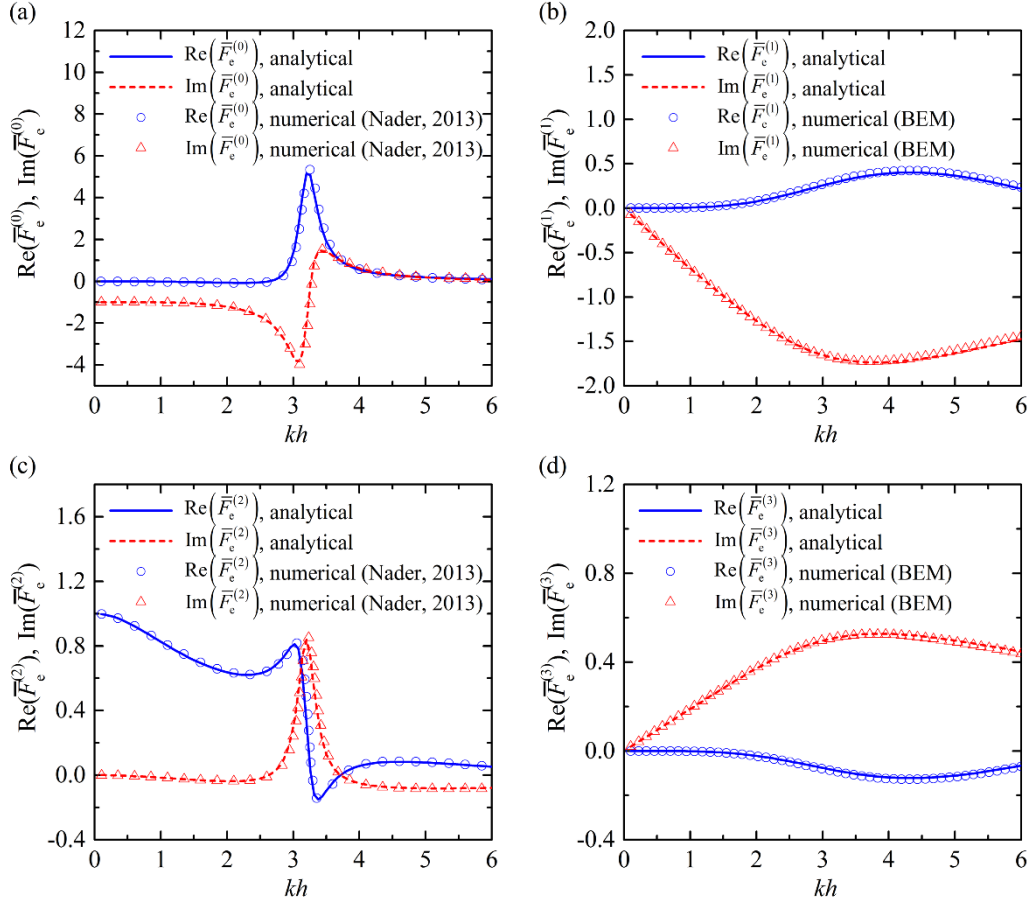 (a)
12
10
8
6
4
2
0
-2
-4
Re(F̅e^(0)), Im(F̅e^(0))
Re(F̅e^(0)), analytical
Im(F̅e^(0)), analytical
Re(F̅e^(0)), numerical (Nader, 2013)
Im(F̅e^(0)), numerical (Nader, 2013)
0 1 2 3 4 5 6
kh
(b)
2.0
1.5
1.0
0.5
0.0
-0.5
-1.0
-1.5
-2.0
Re(F̅e^(1)), Im(F̅e^(1))
Re(F̅e^(1)), analytical
Im(F̅e^(1)), analytical
Re(F̅e^(1)), numerical (BEM)
Im(F̅e^(1)), numerical (BEM)
0 1 2 3 4 5 6
kh
(c)
1.6
1.2
0.8
0.4
0.0
-0.4
Re(F̅e^(2)), Im(F̅e^(2))
Re(F̅e^(2)), analytical
Im(F̅e^(2)), analytical
Re(F̅e^(2)), numerical (Nader, 2013)
Im(F̅e^(2)), numerical (Nader, 2013)
0 1 2 3 4 5 6
kh
(d)
1.2
0.8
0.4
0.0
-0.4
Re(F̅e^(3)), Im(F̅e^(3))
Re(F̅e^(3)), analytical
Im(F̅e^(3)), analytical
Re(F̅e^(3)), numerical (BEM)
Im(F̅e^(3)), numerical (BEM)
0 1 2 3 4 5 6
kh